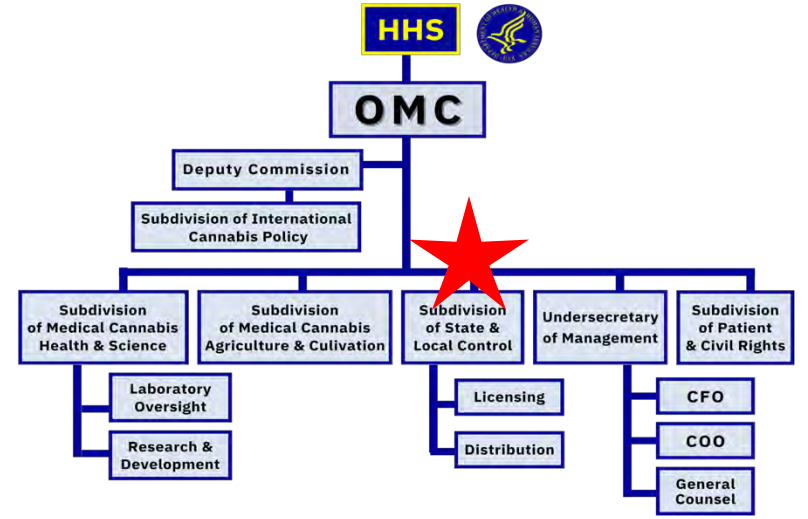 HHS
OMC
Deputy Commission
Subdivision of International
Cannabis Policy
Subdivision
of Medical Cannabis
Health & Science
Subdivision
of Medical Cannabis
Agriculture & Culivation
Subdivision
of State &
Local Control
Undersecretary
of Management
Subdivision
of Patient
& Civil Rights
Laboratory
Oversight
Research &
Development
Licensing
Distribution
CFO
COO
General
Counsel